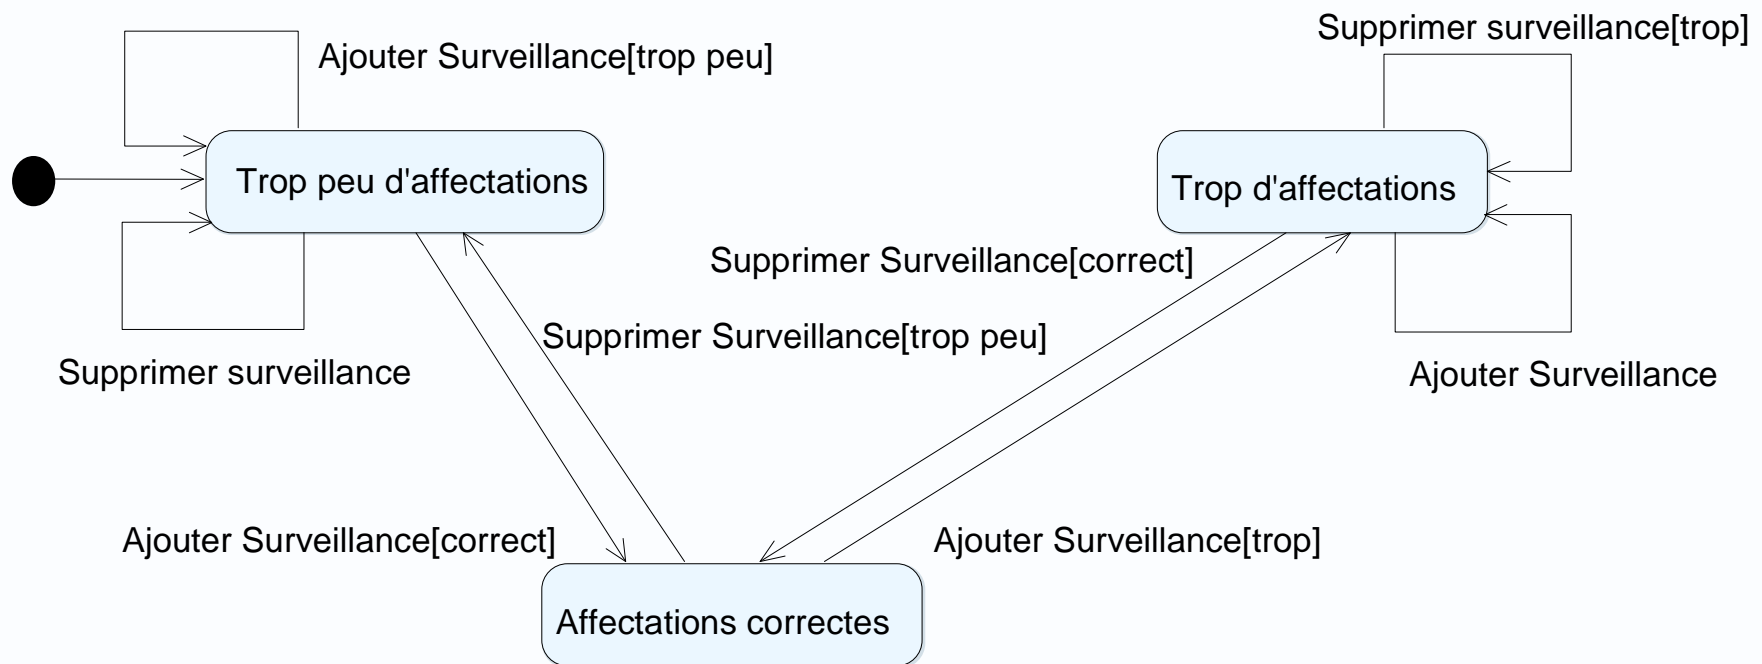 Supprimer surveillance[trop]
Ajouter Surveillance[trop peu]
Trop peu d'affectations
Trop d'affectations
Supprimer Surveillance[correct]
Supprimer Surveillance[trop peu]
Supprimer surveillance
Ajouter Surveillance
Ajouter Surveillance[correct]
Ajouter Surveillance[trop]
Affectations correctes